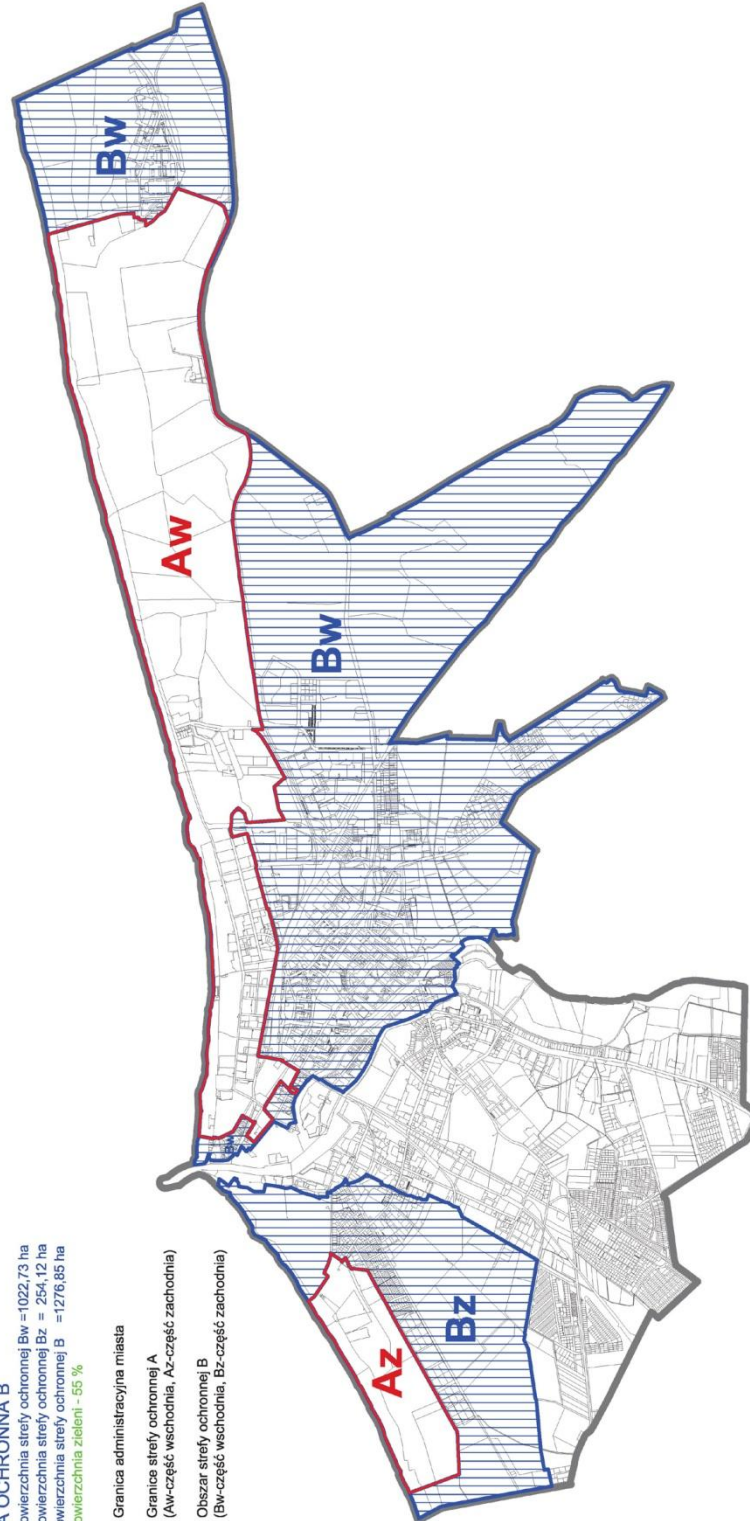 A OCHRONNA B
owierzchnia strefy ochronnej Bw =1022,73 ha
owierzchnia strefy ochronnej Bz = 254,12 ha
owierzchnia strefy ochronnej B =1276,85 ha
owierzchnia zieleni - 55 %
Granica administracyjna miasta
Granice strefy ochronnej A
(Aw-część wschodnia, Az-część zachodnia)
Obszar strefy ochronnej B
(Bw-część wschodnia, Bz-część zachodnia)
Az
Bz
Bw
Aw
Bw
Bw